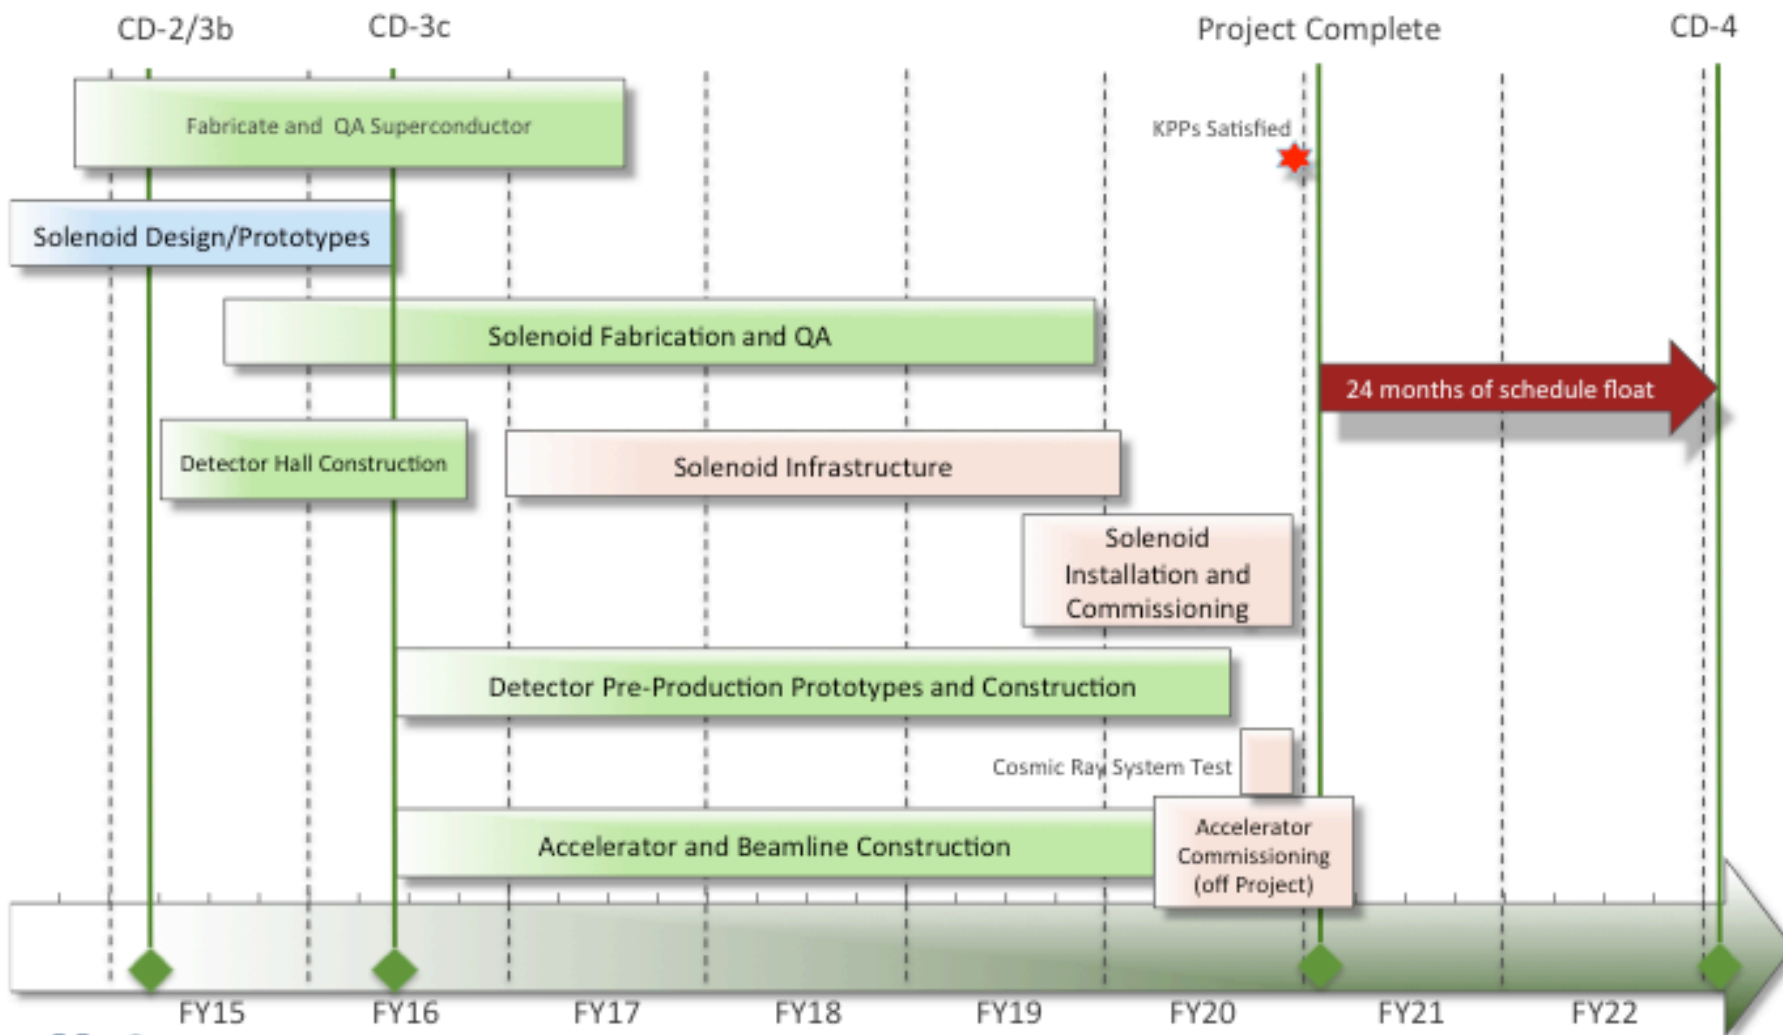 CD-2/3b
CD-3c
Project Complete
CD-4
Fabricate and QA Superconductor
KPPs Satisfied
Solenoid Design/Prototypes
Solenoid Fabrication and QA
24 months of schedule float
Detector Hall Construction
Solenoid Infrastructure
Solenoid
Installation and
Commissioning
Detector Pre-Production Prototypes and Construction
Cosmic Ray System Test
Accelerator and Beamline Construction
Accelerator
Commissioning
(off Project)
FY15
FY16
FY17
FY18
FY19
FY20
FY21
FY22